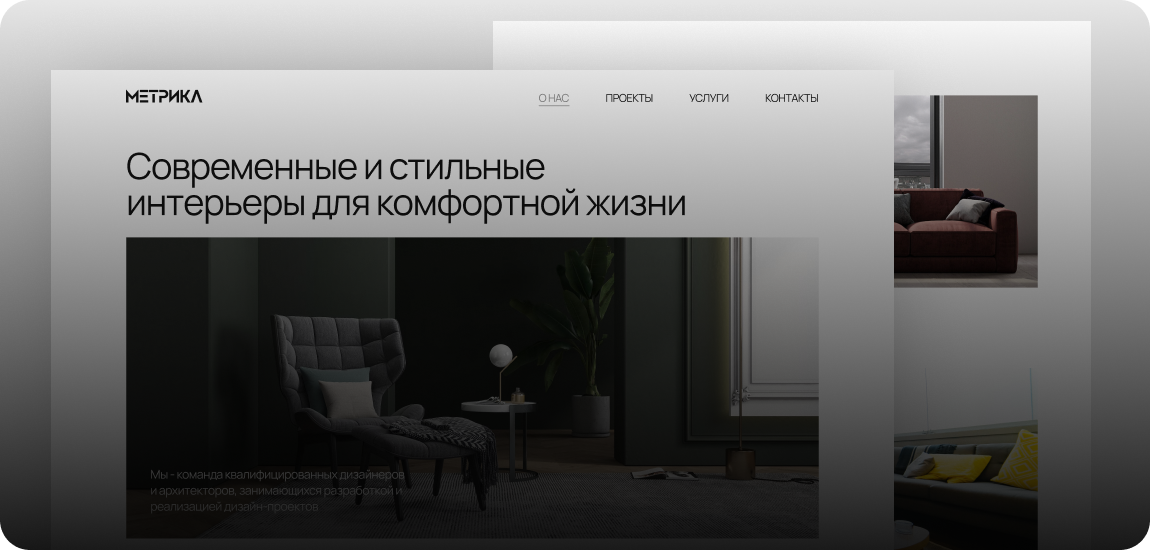 МЕТРИКА
О НАС
ПРОЕКТЫ
УСЛУГИ
КОНТАКТЫ
Современные и стильные
интерьеры для комфортной жизни
Мы - команда квалифицированных дизайнеров
и архитекторов, занимающихся разработкой и
реализацией дизайн-проектов